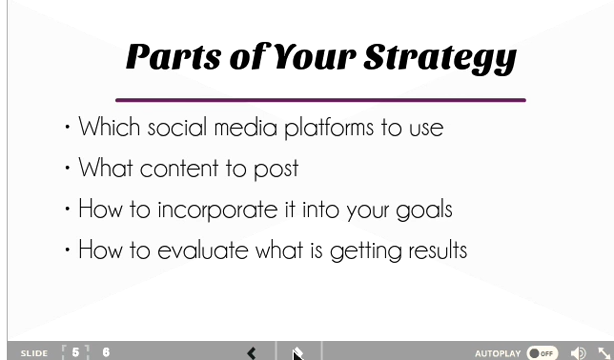 Parts of Your Strategy
• Which social media platforms to use
• What content to post
• How to incorporate it into your goals
• How to evaluate what is getting results
SLIDE 5 6 AUTOPLAY OFF